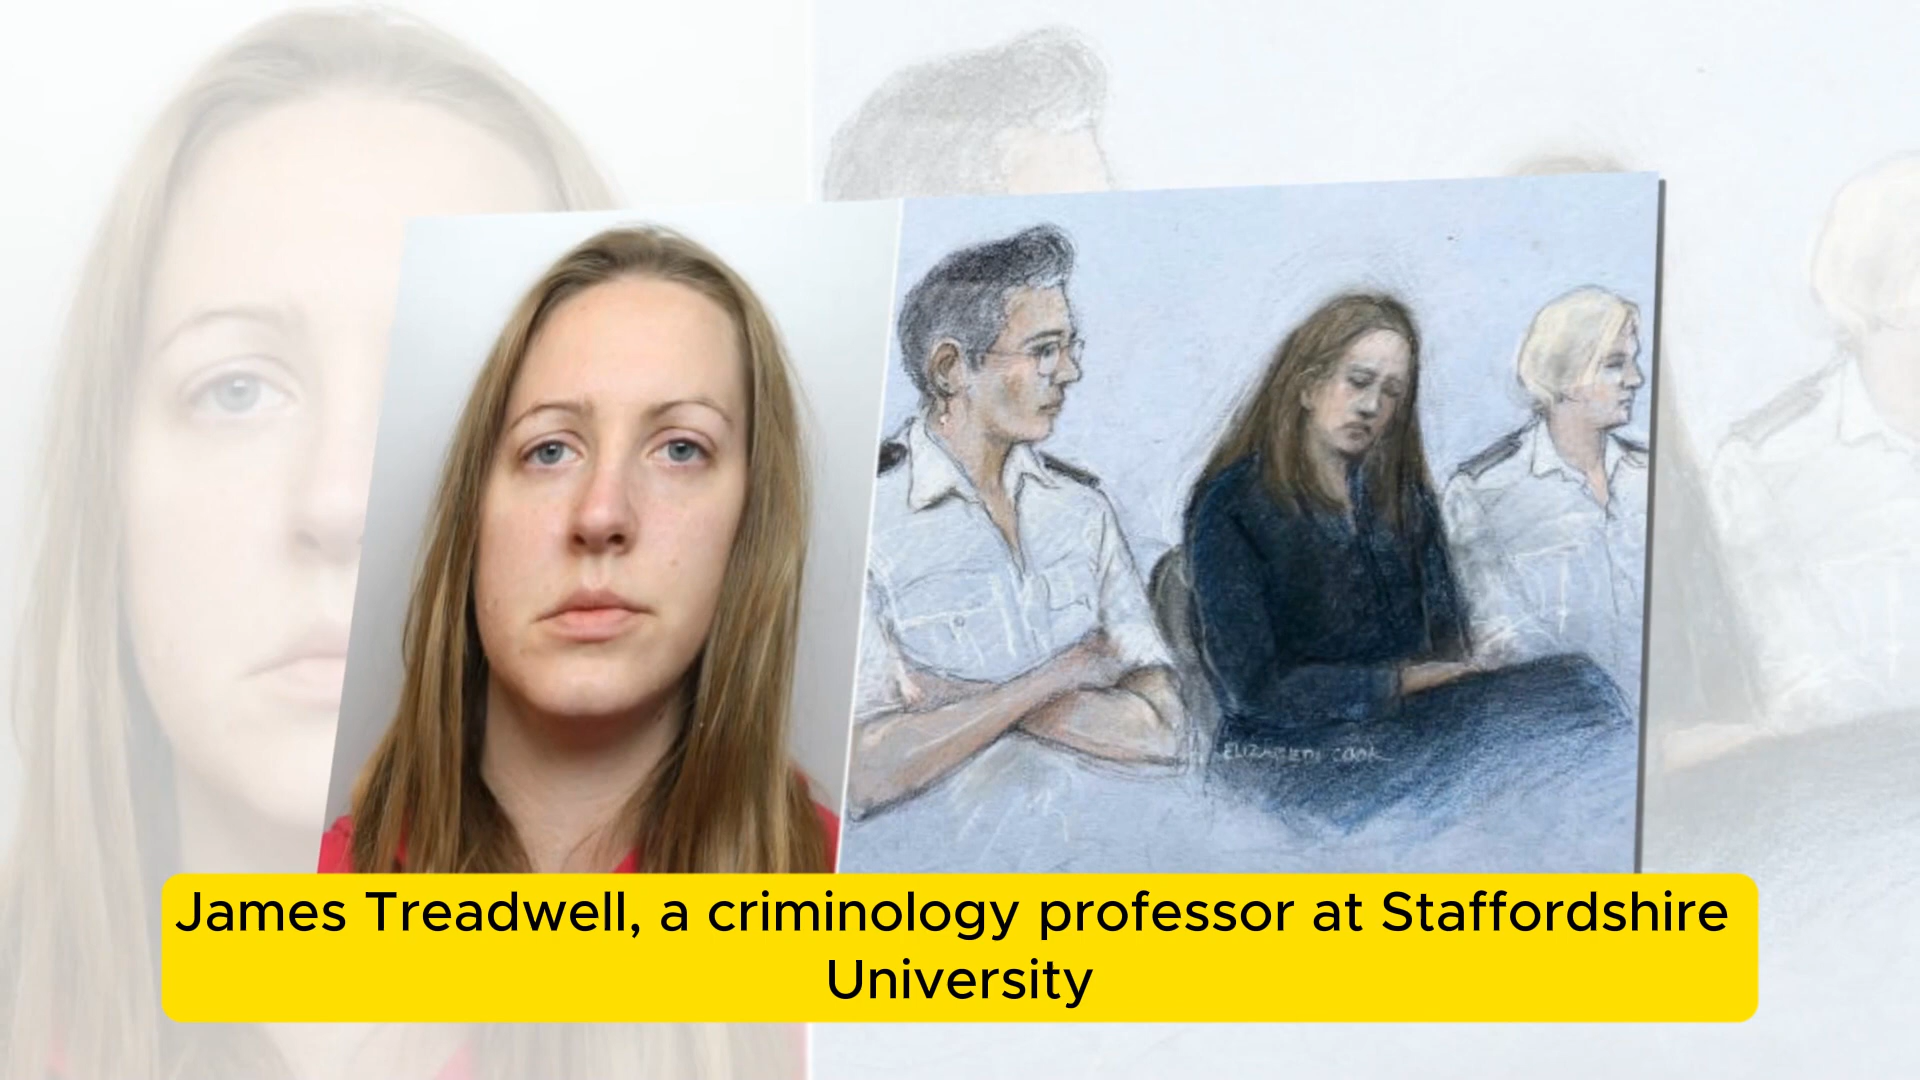 ELIZABETH COOK
James Treadwell, a criminology professor at Staffordshire
University